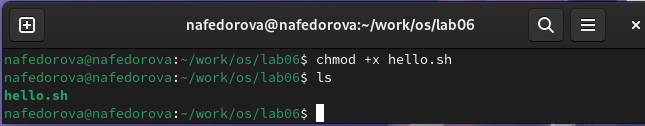 nafedorova@nafedorova:~/work/os/lab06
nafedorova@nafedorova:~/work/os/lab06$ chmod +x hello.sh
nafedorova@nafedorova:~/work/os/lab06$ ls
hello.sh
nafedorova@nafedorova:~/work/os/lab06$